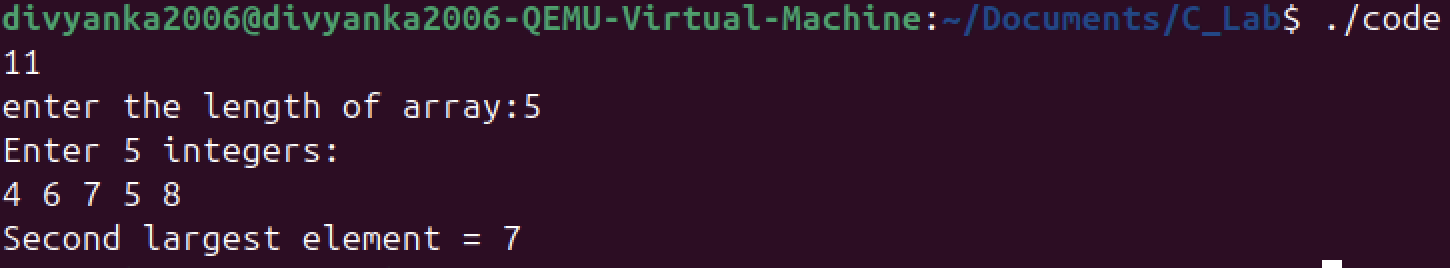 divyanka2006@divyanka2006-QEMU-Virtual-Machine:~/Documents/C_Lab$ ./code
11
enter the length of array:5
Enter 5 integers:
4 6 7 5 8
Second largest element = 7